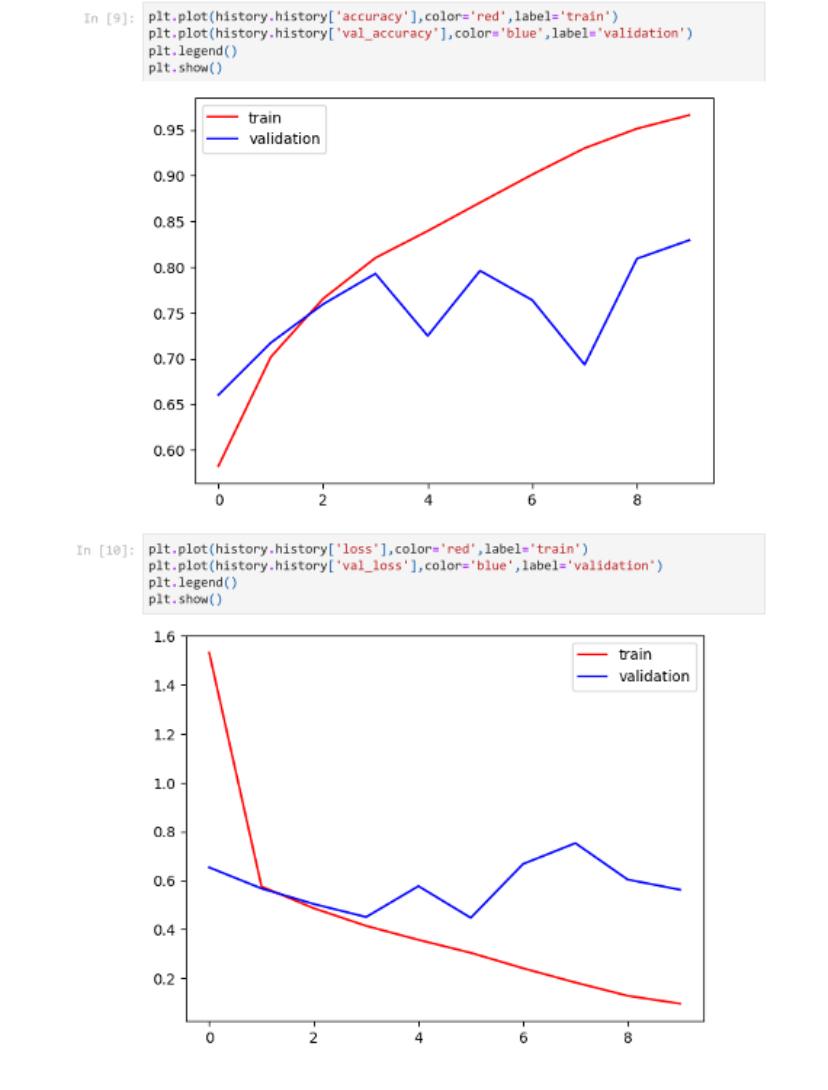 In [9]:
plt.plot(history.history['accuracy'],color='red',label='train')
plt.plot(history.history['val_accuracy'],color='blue',label='validation')
plt.legend()
plt.show()
train
validation
0.95
0.90
0.85
0.80
0.75
0.70
0.65
0.60
0 2 4 6 8
In [10]:
plt.plot(history.history['loss'],color='red',label='train')
plt.plot(history.history['val_loss'],color='blue',label='validation')
plt.legend()
plt.show()
train
validation
1.6
1.4
1.2
1.0
0.8
0.6
0.4
0.2
0 2 4 6 8